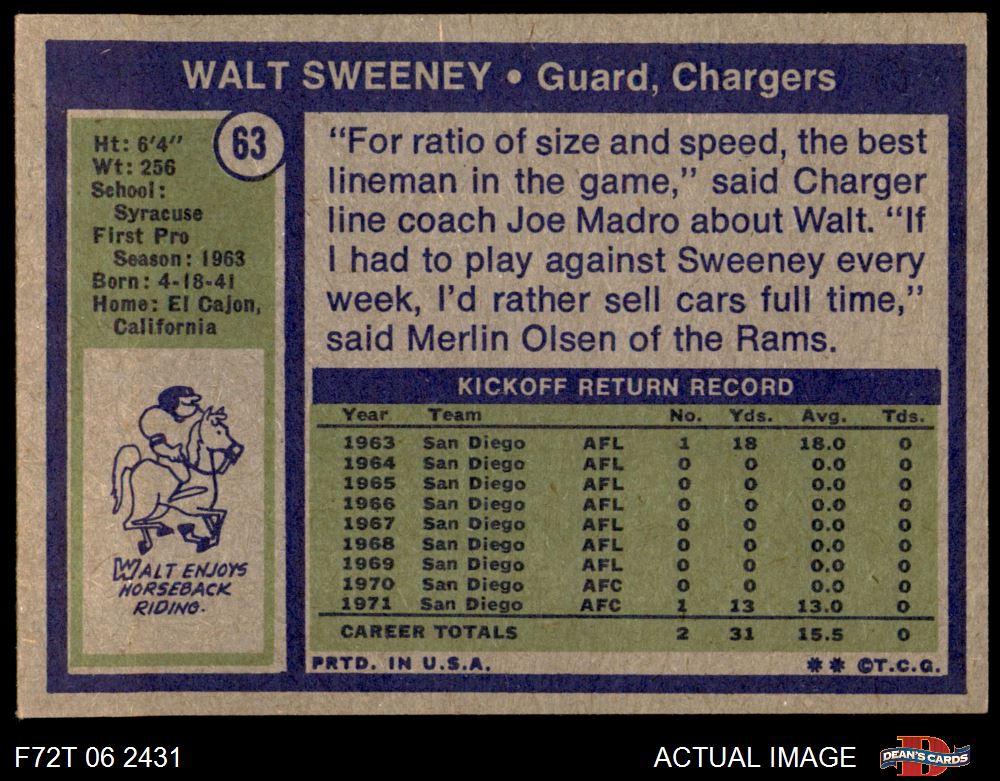 WALT SWEENEY • Guard, Chargers
63
Ht: 6'4"
Wt: 256
School:
Syracuse
First Pro
Season: 1963
Born: 4-18-41
Home: El Cajon,
California
WALT ENJOYS
HORSEBACK
RIDING.
"For ratio of size and speed, the best
lineman in the game," said Charger
line coach Joe Madro about Walt. "If
I had to play against Sweeney every
week, I'd rather sell cars full time,"
said Merlin Olsen of the Rams.
KICKOFF RETURN RECORD
Year Team No. Yds. Avg. Tds.
1963 San Diego AFL 1 18 18.0 0
1964 San Diego AFL 0 0 0.0 0
1965 San Diego AFL 0 0 0.0 0
1966 San Diego AFL 0 0 0.0 0
1967 San Diego AFL 0 0 0.0 0
1968 San Diego AFL 0 0 0.0 0
1969 San Diego AFL 0 0 0.0 0
1970 San Diego AFC 0 0 0.0 0
1971 San Diego AFC 1 13 13.0 0
CAREER TOTALS 2 31 15.5 0
PRTD. IN U.S.A. ** ©T.C.G.
F72T 06 2431 ACTUAL IMAGE D DEAN'S CARDS